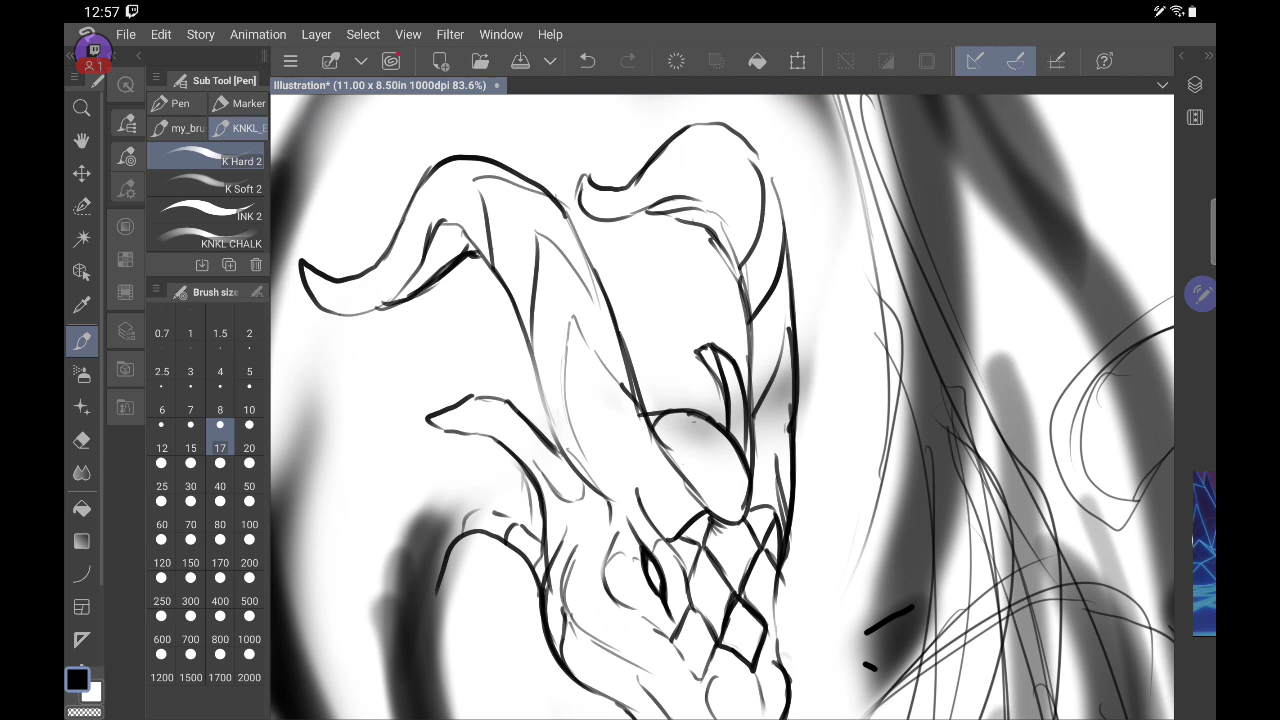 12:57
File Edit Story Animation Layer Select View Filter Window Help
1
Sub Tool [Pen]
Illustration* (11.00 x 8.50in 1000dpi 83.6%)
Pen Marker
my_bru KNKL_E
K Hard 2
K Soft 2
INK 2
KNKL CHALK
Brush size
0.7 1 1.5 2
2.5 3 4 5
6 7 8 10
12 15 17 20
25 30 40 50
60 70 80 100
120 150 170 200
250 300 400 500
600 700 800 1000
1200 1500 1700 2000